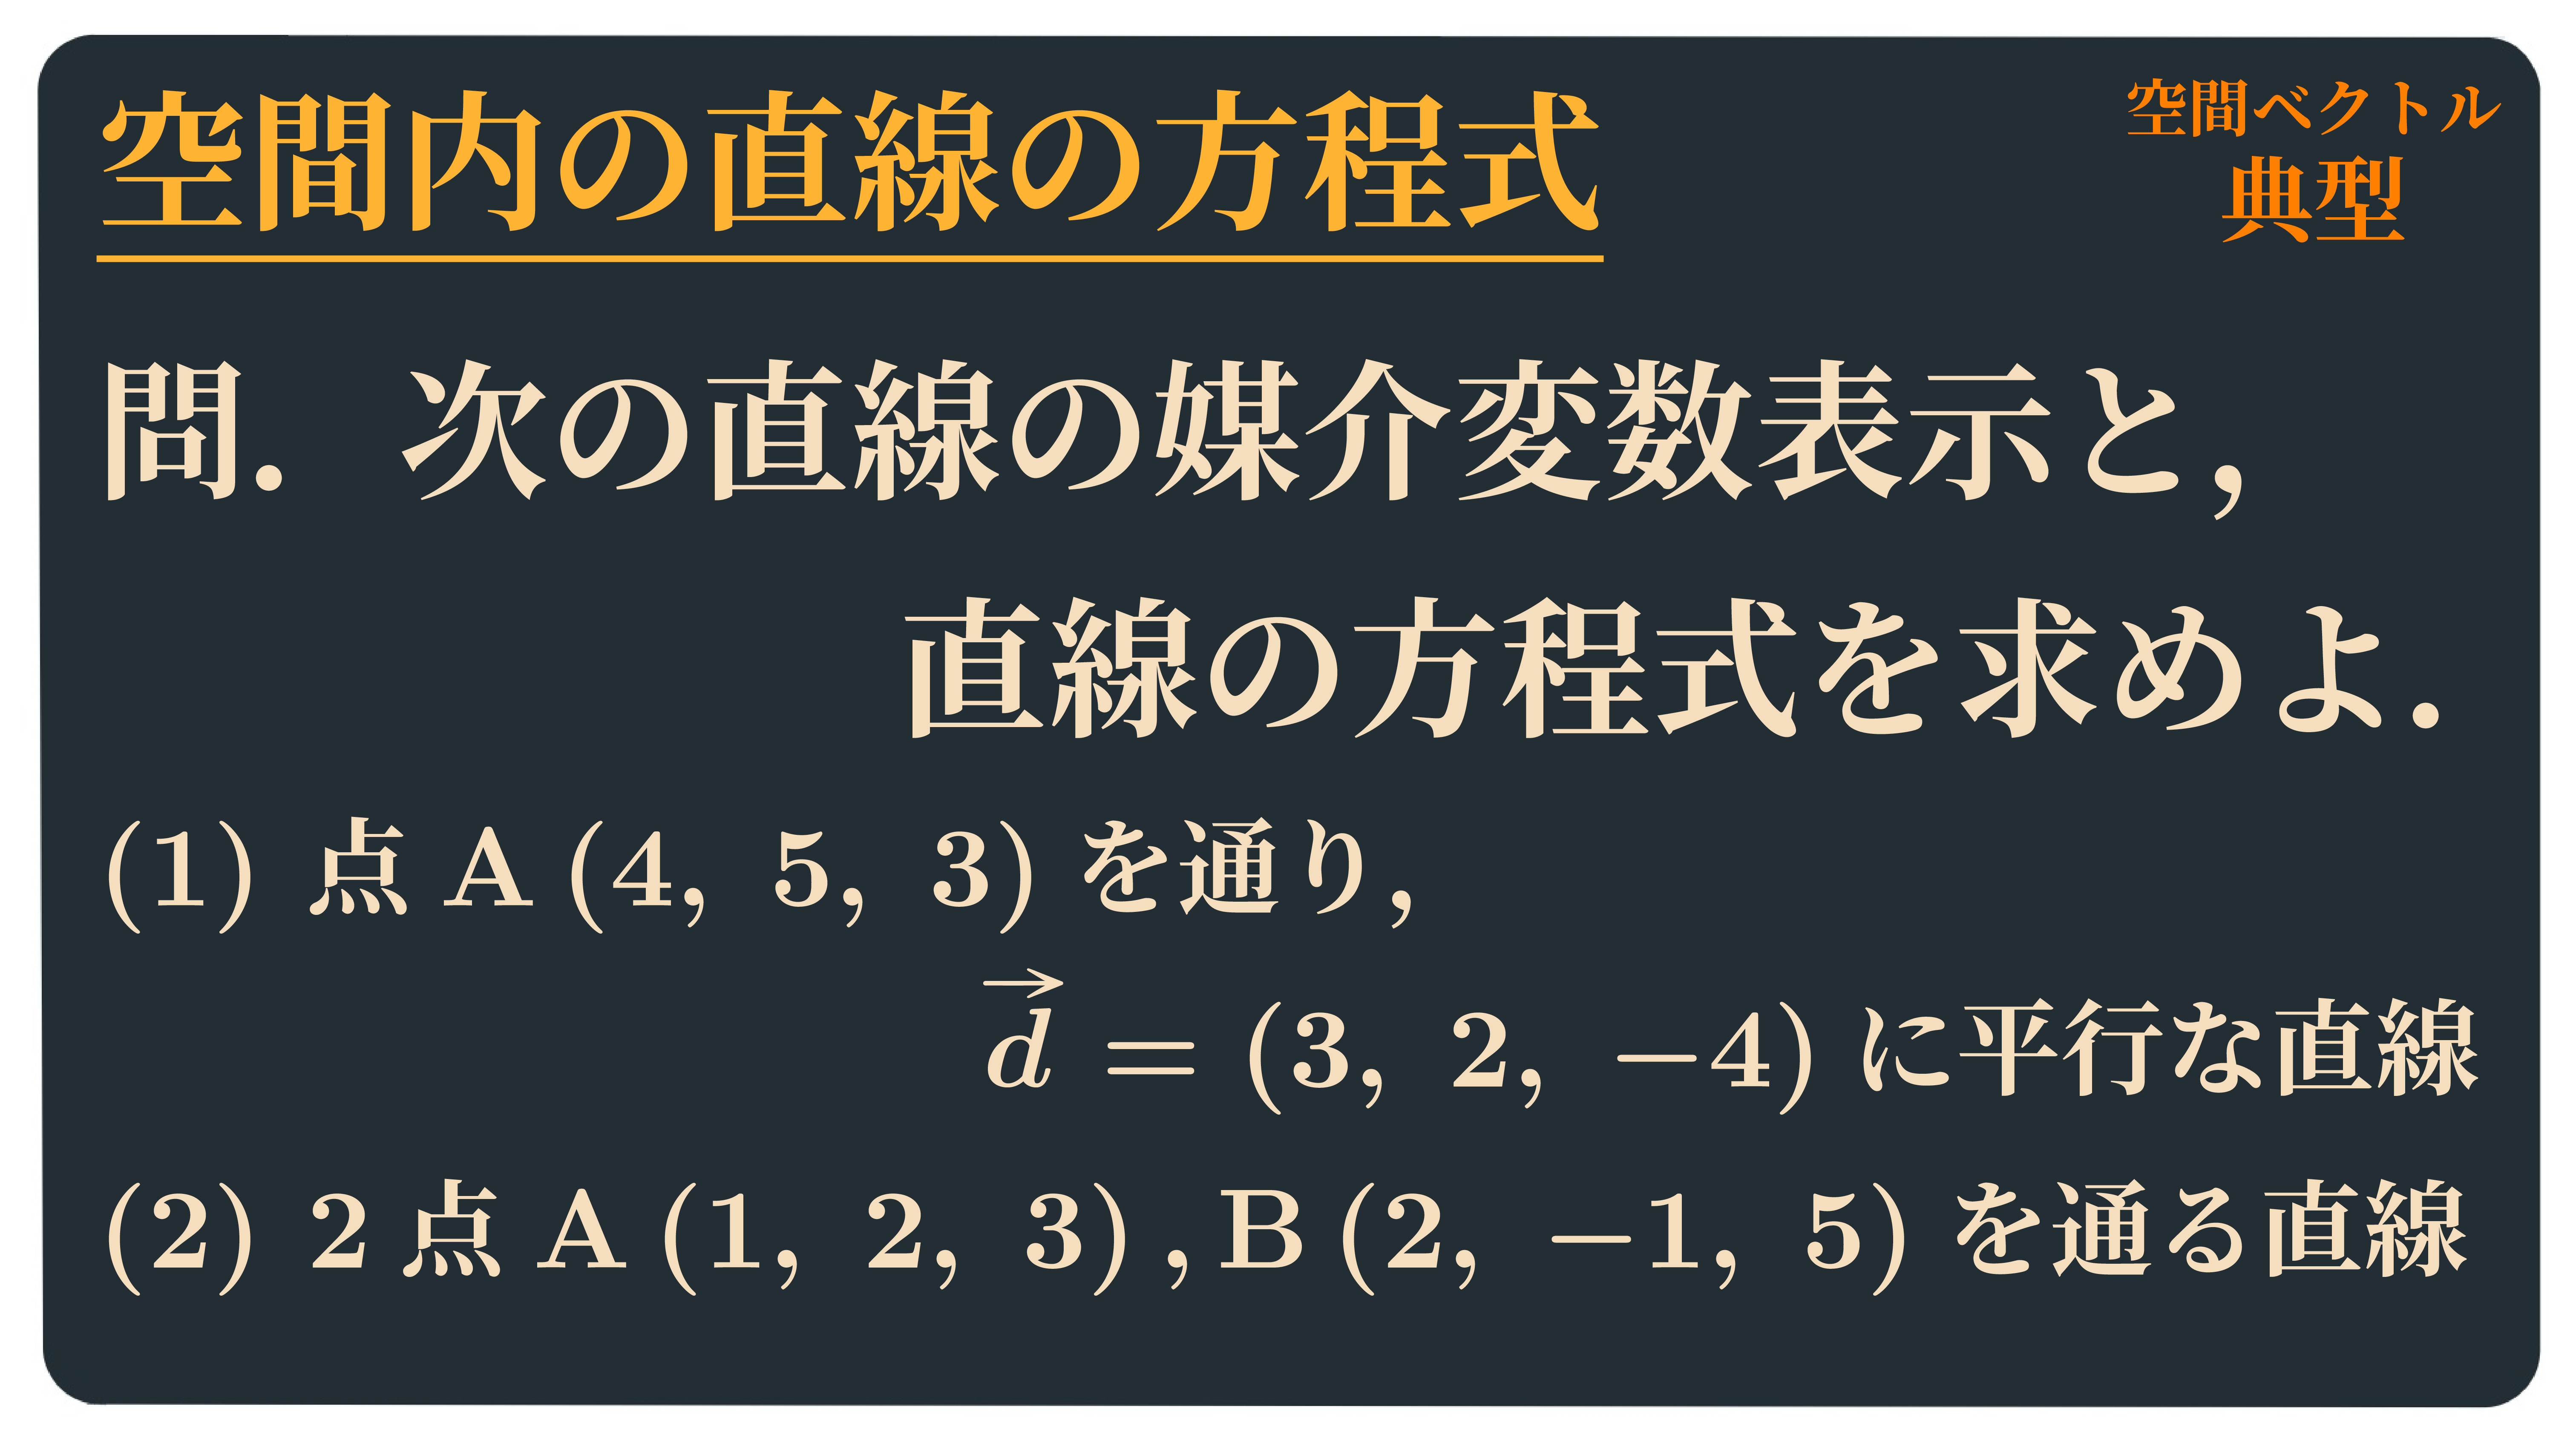 空間内の直線の方程式
空間ベクトル
典型
問. 次の直線の媒介変数表示と,
直線の方程式を求めよ.
(1) 点 A (4, 5, 3) を通り,
$\overrightarrow{d}$ = (3, 2, −4) に平行な直線
(2) 2 点 A (1, 2, 3) , B (2, −1, 5) を通る直線